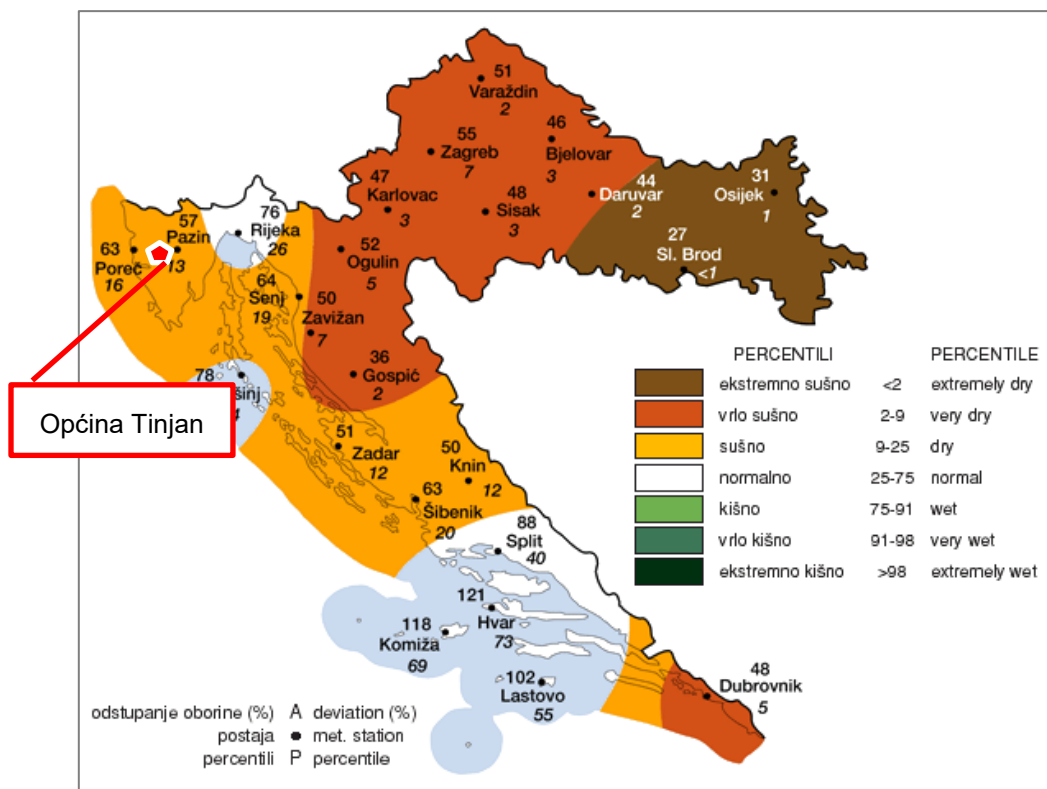 51
Varaždin
2
46
Bjelovar
3
55
Zagreb
7
47
Karlovac
3
48
Sisak
3
44
Daruvar
2
31
Osijek
1
27
Sl. Brod
<1
76
Rijeka
26
57
Pazin
13
63
Poreč
16
52
Ogulin
5
64
Senj
19
50
Zavižan
7
36
Gospić
2
78
Općina Tinjan
51
Zadar
12
50
Knin
12
63
Šibenik
20
88
Split
40
121
Hvar
73
118
Komiža
69
102
Lastovo
55
48
Dubrovnik
5
PERCENTILI PERCENTILE
ekstremno sušno <2 extremely dry
vrlo sušno 2-9 very dry
sušno 9-25 dry
normalno 25-75 normal
kišno 75-91 wet
vrlo kišno 91-98 very wet
ekstremno kišno >98 extremely wet
odstupanje oborine (%) A deviation (%)
postaja met. station
percentili P percentile